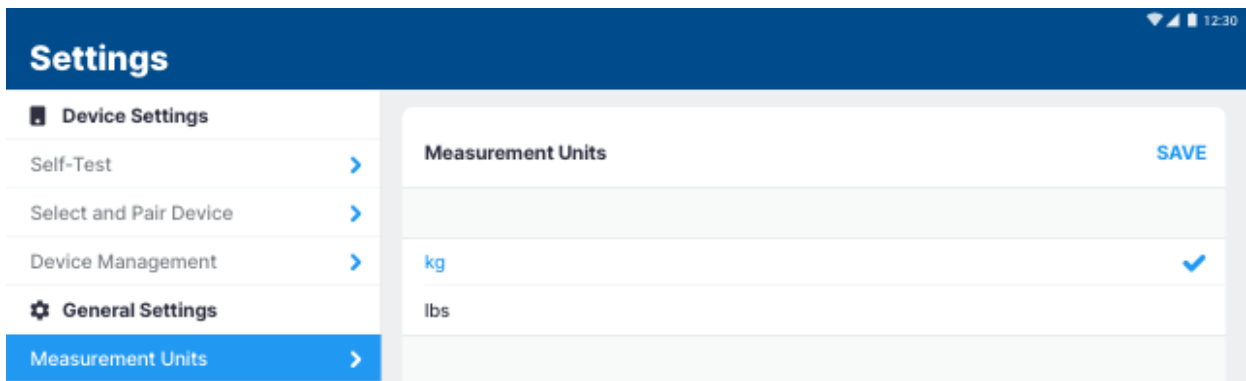 12:30
Settings
Device Settings
Self-Test
Select and Pair Device
Device Management
General Settings
Measurement Units
Measurement Units
SAVE
kg
lbs